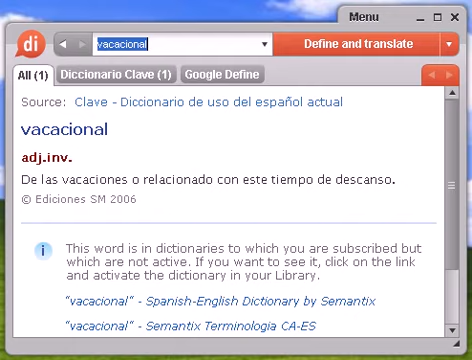 Menu
di
vacacional
Define and translate
All (1)
Diccionario Clave (1)
Google Define
Source: Clave - Diccionario de uso del español actual
vacacional
adj.inv.
De las vacaciones o relacionado con este tiempo de descanso.
© Ediciones SM 2006
i
This word is in dictionaries to which you are subscribed but
which are not active. If you want to see it, click on the link
and activate the dictionary in your Library.
"vacacional" - Spanish-English Dictionary by Semantix
"vacacional" - Semantix Terminologia CA-ES